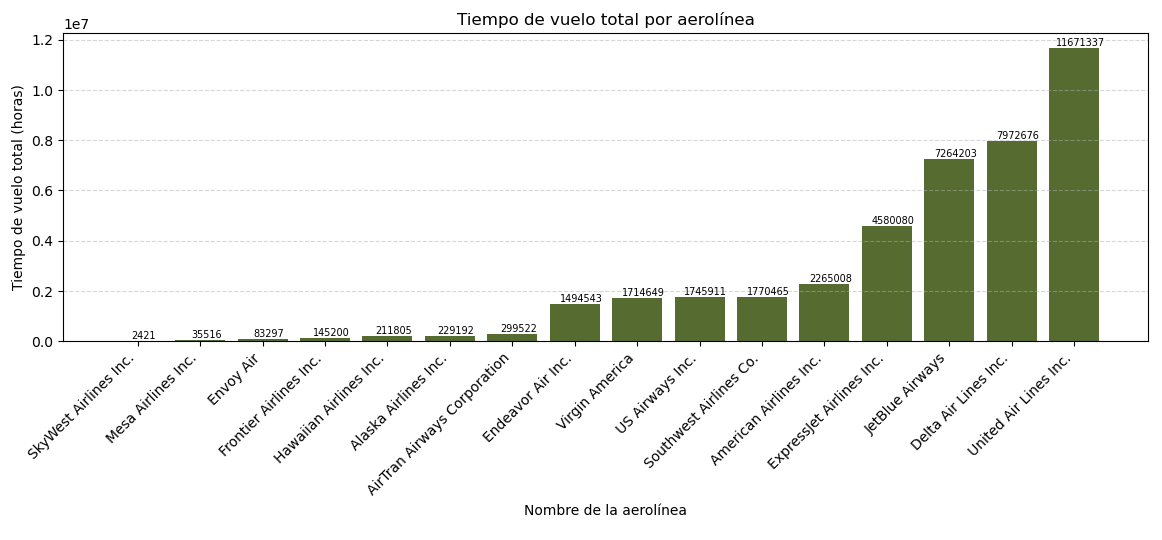 Tiempo de vuelo total por aerolínea
1e7
1.2
1.0
0.8
0.6
0.4
0.2
0.0
Tiempo de vuelo total (horas)
2421
35516
83297
145200
211805
229192
299522
1494543
1714649
1745911
1770465
2265008
4580080
7264203
7972676
11671337
SkyWest Airlines Inc.
Mesa Airlines Inc.
Envoy Air
Frontier Airlines Inc.
Hawaiian Airlines Inc.
Alaska Airlines Inc.
AirTran Airways Corporation
Endeavor Air Inc.
Virgin America
US Airways Inc.
Southwest Airlines Co.
American Airlines Inc.
ExpressJet Airlines Inc.
JetBlue Airways
Delta Air Lines Inc.
United Air Lines Inc.
Nombre de la aerolínea